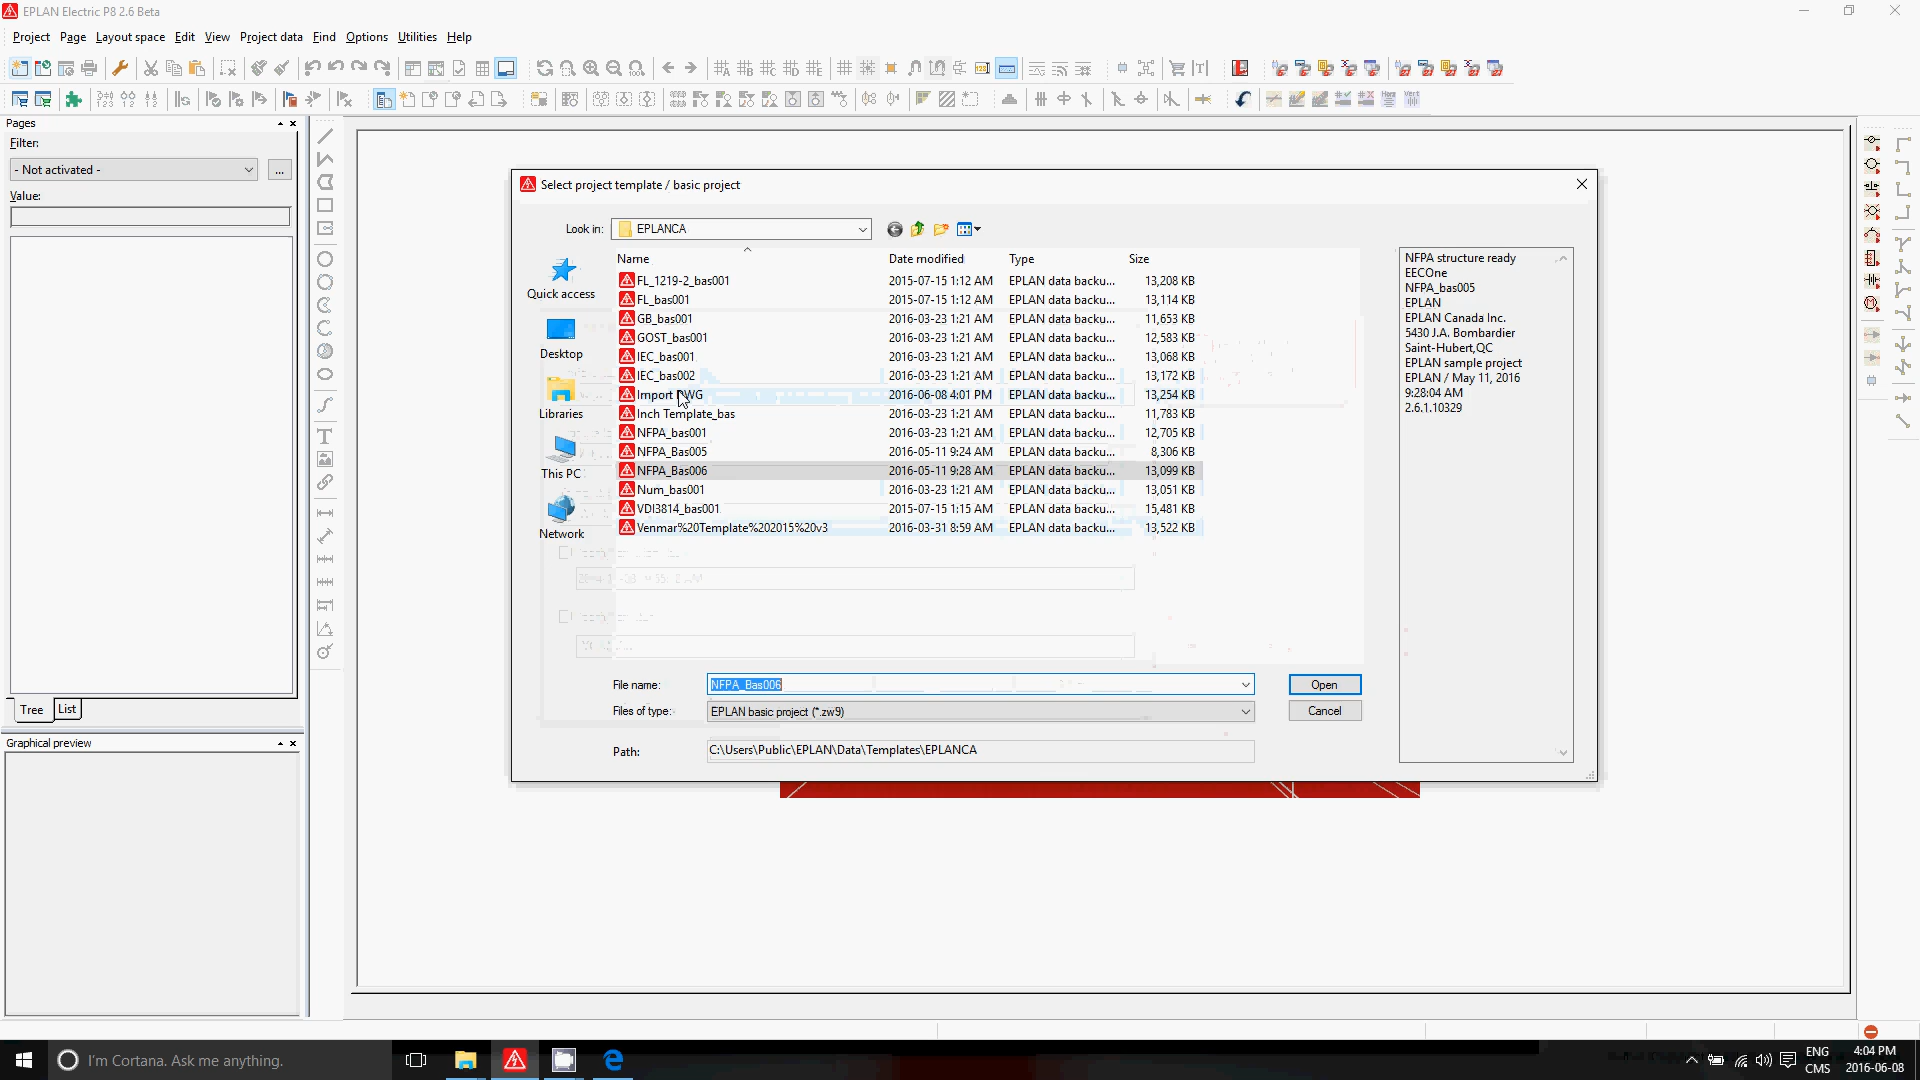 EPLAN Electric P8 2.6 Beta
Project Page Layout space Edit View Project data Find Options Utilities Help
Pages
Filter:
- Not activated -
...
Value:
Tree
List
Graphical preview
Select project template / basic project
Look in: EPLANCA
Quick access
Desktop
Libraries
This PC
Network
Name Date modified Type Size
FL_1219-2_bas001 2015-07-15 1:12 AM EPLAN data backu... 13,208 KB
FL_bas001 2015-07-15 1:12 AM EPLAN data backu... 13,114 KB
GB_bas001 2016-03-23 1:21 AM EPLAN data backu... 11,653 KB
GOST_bas001 2016-03-23 1:21 AM EPLAN data backu... 12,583 KB
IEC_bas001 2016-03-23 1:21 AM EPLAN data backu... 13,068 KB
IEC_bas002 2016-03-23 1:21 AM EPLAN data backu... 13,172 KB
Import DWG 2016-06-08 4:01 PM EPLAN data backu... 13,254 KB
Inch Template_bas 2016-03-23 1:21 AM EPLAN data backu... 11,783 KB
NFPA_bas001 2016-03-23 1:21 AM EPLAN data backu... 12,705 KB
NFPA_Bas005 2016-05-11 9:24 AM EPLAN data backu... 8,306 KB
NFPA_Bas006 2016-05-11 9:28 AM EPLAN data backu... 13,099 KB
Num_bas001 2016-03-23 1:21 AM EPLAN data backu... 13,051 KB
VDI3814_bas001 2015-07-15 1:15 AM EPLAN data backu... 15,481 KB
Venmar%20Template%202015%20v3 2016-03-31 8:59 AM EPLAN data backu... 13,522 KB
File name: NFPA_Bas006 Open
Files of type: EPLAN basic project (*.zw9) Cancel
Path: C:\Users\Public\EPLAN\Data\Templates\EPLANCA
NFPA structure ready
EECOne
NFPA_bas005
EPLAN
EPLAN Canada Inc.
5430 J.A. Bombardier
Saint-Hubert,QC
EPLAN sample project
EPLAN / May 11, 2016
9:28:04 AM
2.6.1.10329
I'm Cortana. Ask me anything.
ENG
CMS
4:04 PM
2016-06-08